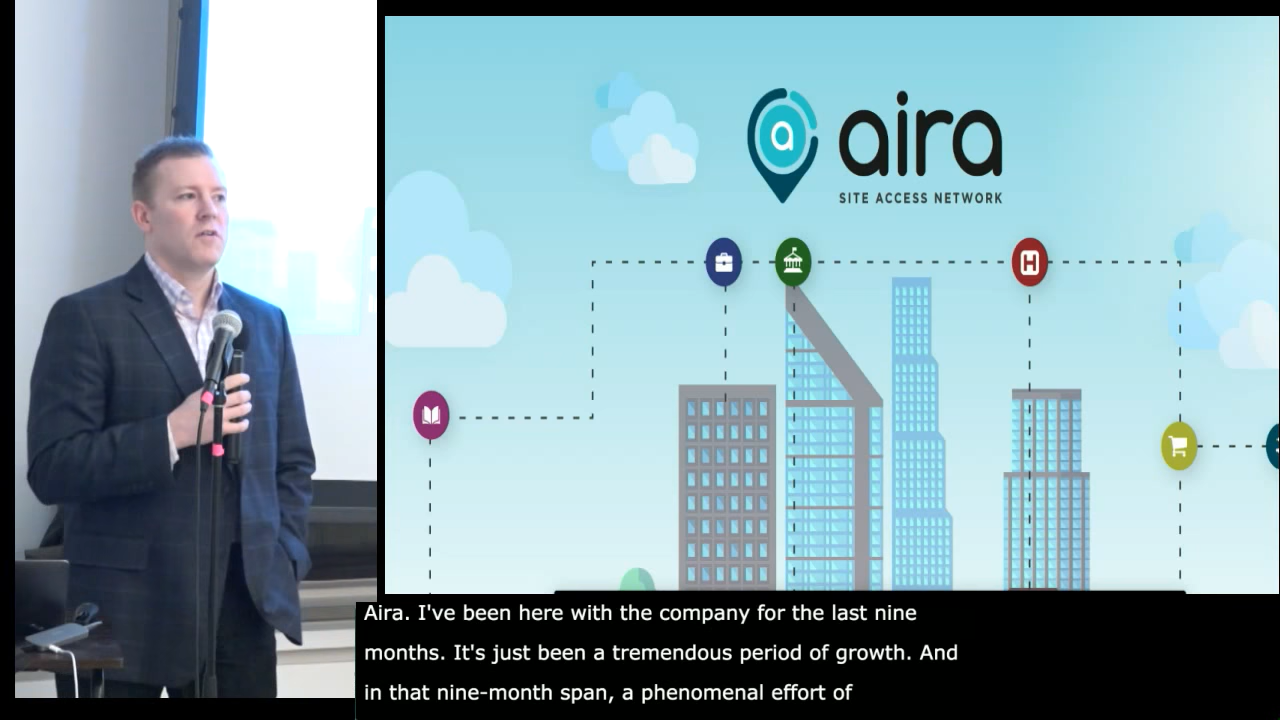 a
aira
SITE ACCESS NETWORK
H
Aira. I've been here with the company for the last nine
months. It's just been a tremendous period of growth. And
in that nine-month span, a phenomenal effort of